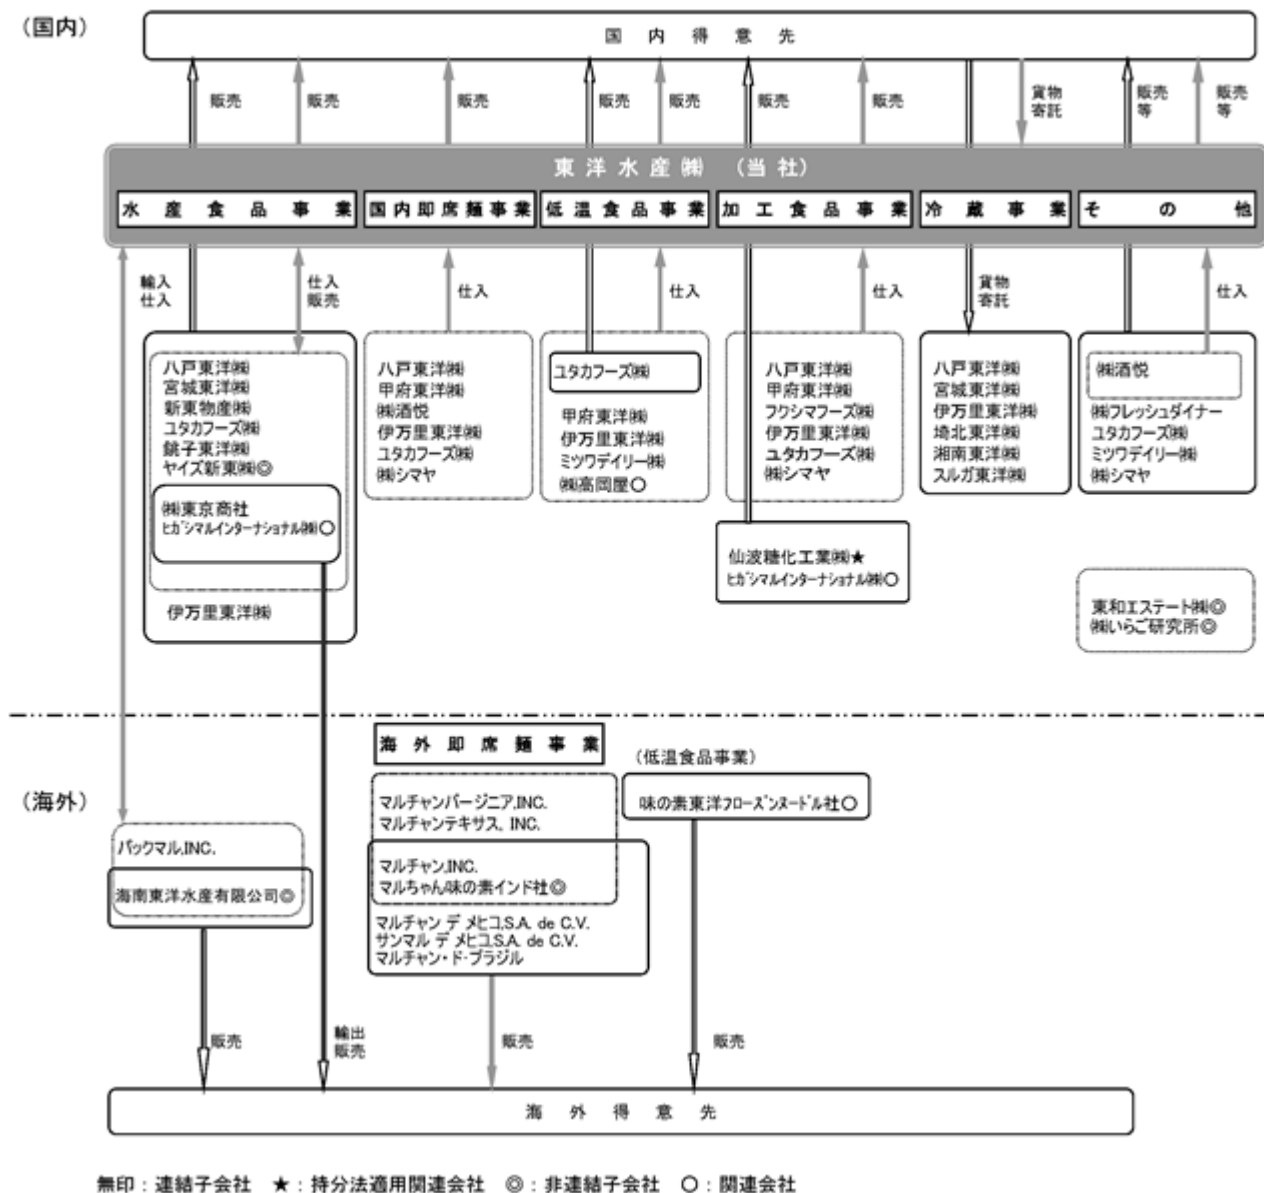 (国内)
国内得意先
販売
販売
販売
販売
販売
販売
販売
貨物
寄託
販売
等
販売
等
東洋水産㈱ (当社)
水産食品事業
国内即席麺事業
低温食品事業
加工食品事業
冷蔵事業
その他
輸入
仕入
仕入
販売
仕入
仕入
仕入
貨物
寄託
仕入
八戸東洋㈱
宮城東洋㈱
新東物産㈱
ユタカフーズ㈱
銚子東洋㈱
ヤイズ新東㈱◎
㈱東京商社
ヒガシマルインターナショナル㈱○
伊万里東洋㈱
八戸東洋㈱
甲府東洋㈱
㈱酒悦
伊万里東洋㈱
ユタカフーズ㈱
㈱シマヤ
ユタカフーズ㈱
甲府東洋㈱
伊万里東洋㈱
ミツワデイリー㈱
㈱高岡屋○
八戸東洋㈱
甲府東洋㈱
フクシマフーズ㈱
伊万里東洋㈱
ユタカフーズ㈱
㈱シマヤ
仙波糖化工業㈱★
ヒガシマルインターナショナル㈱○
八戸東洋㈱
宮城東洋㈱
伊万里東洋㈱
埼北東洋㈱
湘南東洋㈱
スルガ東洋㈱
㈱酒悦
㈱フレッシュダイナー
ユタカフーズ㈱
ミツワデイリー㈱
㈱シマヤ
東和エステート㈱◎
㈱いらご研究所◎
(海外)
海外即席麺事業
(低温食品事業)
パックマル,INC.
海南東洋水産有限公司◎
マルチャンバージニア,INC.
マルチャンテキサス, INC.
マルチャン,INC.
マルちゃん味の素インド社◎
マルチャン デ メヒコ,S.A. de C.V.
サンマル デ メヒコ,S.A. de C.V.
マルチャン・ド・ブラジル
味の素東洋フローズンヌードル社○
販売
輸出
販売
販売
販売
海外得意先
無印：連結子会社 ★：持分法適用関連会社 ◎：非連結子会社 ○：関連会社